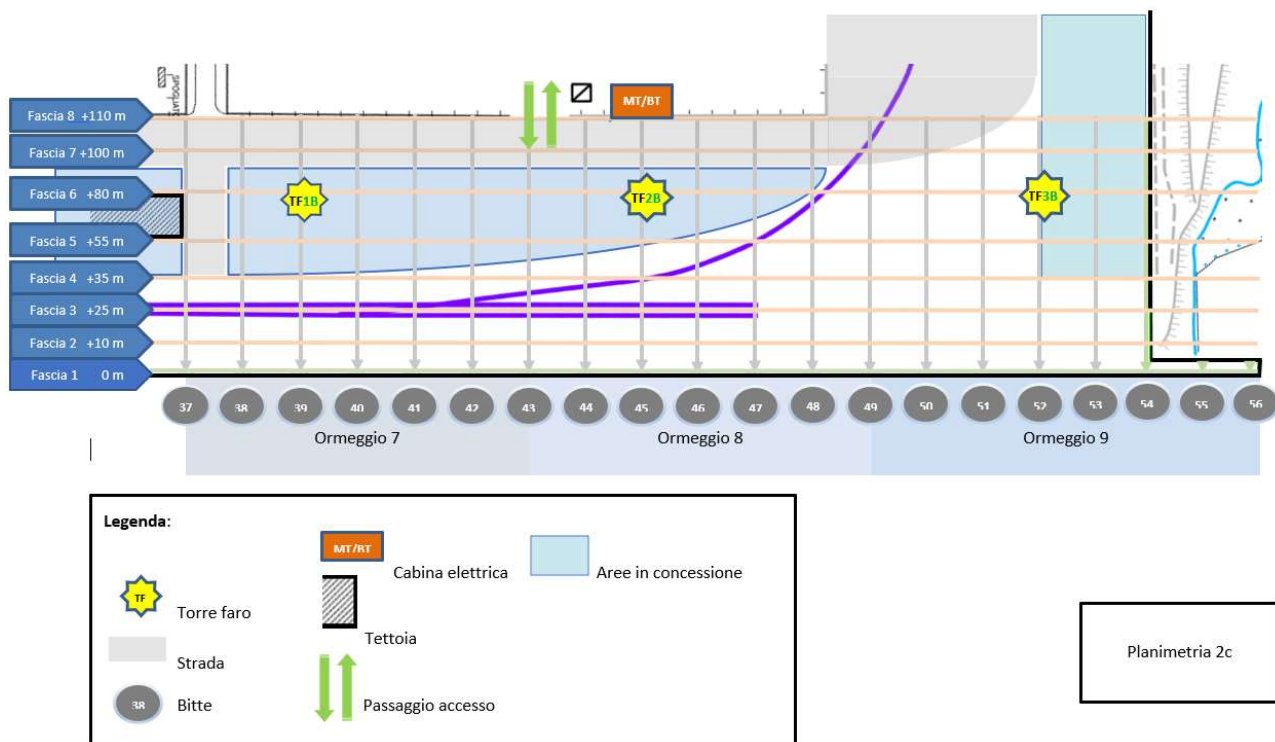 SPOGLIAT
MT/BT
Fascia 8 +110 m
Fascia 7 +100 m
Fascia 6 +80 m
TF1B
TF2B
TF3B
Fascia 5 +55 m
Fascia 4 +35 m
Fascia 3 +25 m
Fascia 2 +10 m
Fascia 1 0 m
37 38 39 40 41 42 43 44 45 46 47 48 49 50 51 52 53 54 55 56
Ormeggio 7 Ormeggio 8 Ormeggio 9
Legenda:
MT/BT
Cabina elettrica
Aree in concessione
TF
Torre faro
Tettoia
Strada
38
Bitte
Passaggio accesso
Planimetria 2c